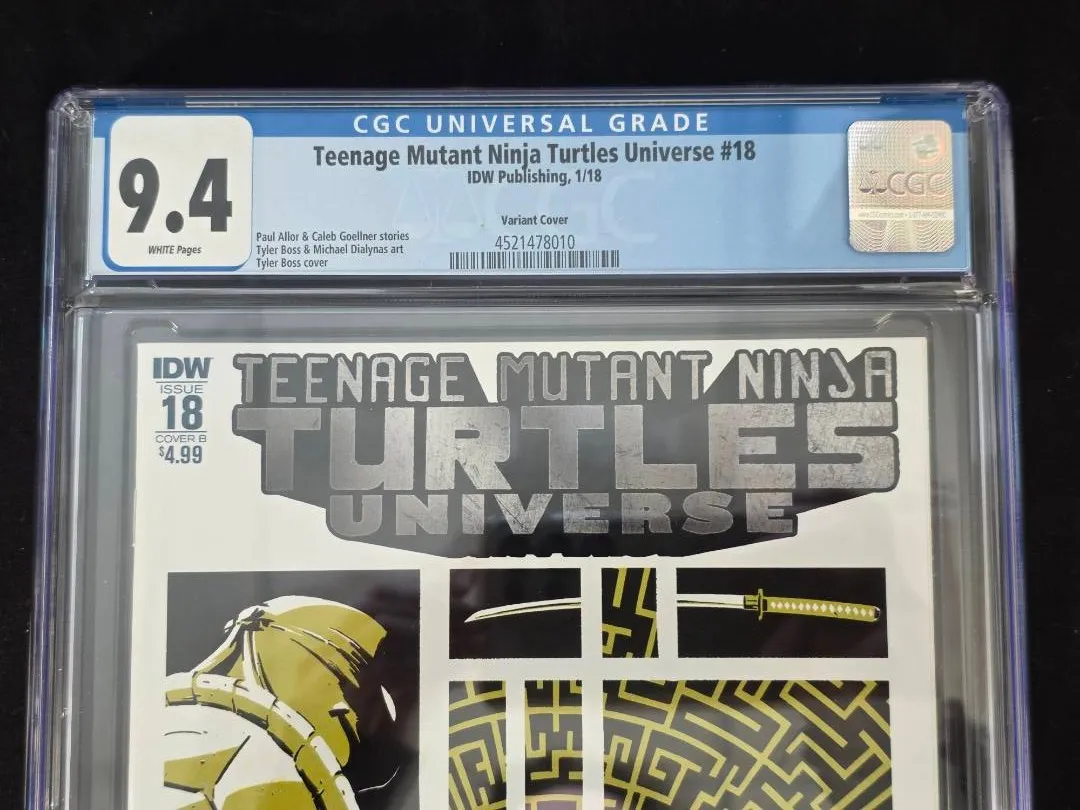 CGC UNIVERSAL GRADE
9.4
WHITE Pages
Teenage Mutant Ninja Turtles Universe #18
IDW Publishing, 1/18
Variant Cover
4521478010
Paul Allor & Caleb Goellner stories
Tyler Boss & Michael Dialynas art
Tyler Boss cover
CGC
IDW
ISSUE
18
COVER B
$4.99
TEENAGE MUTANT NINJA
TURTLES
UNIVERSE